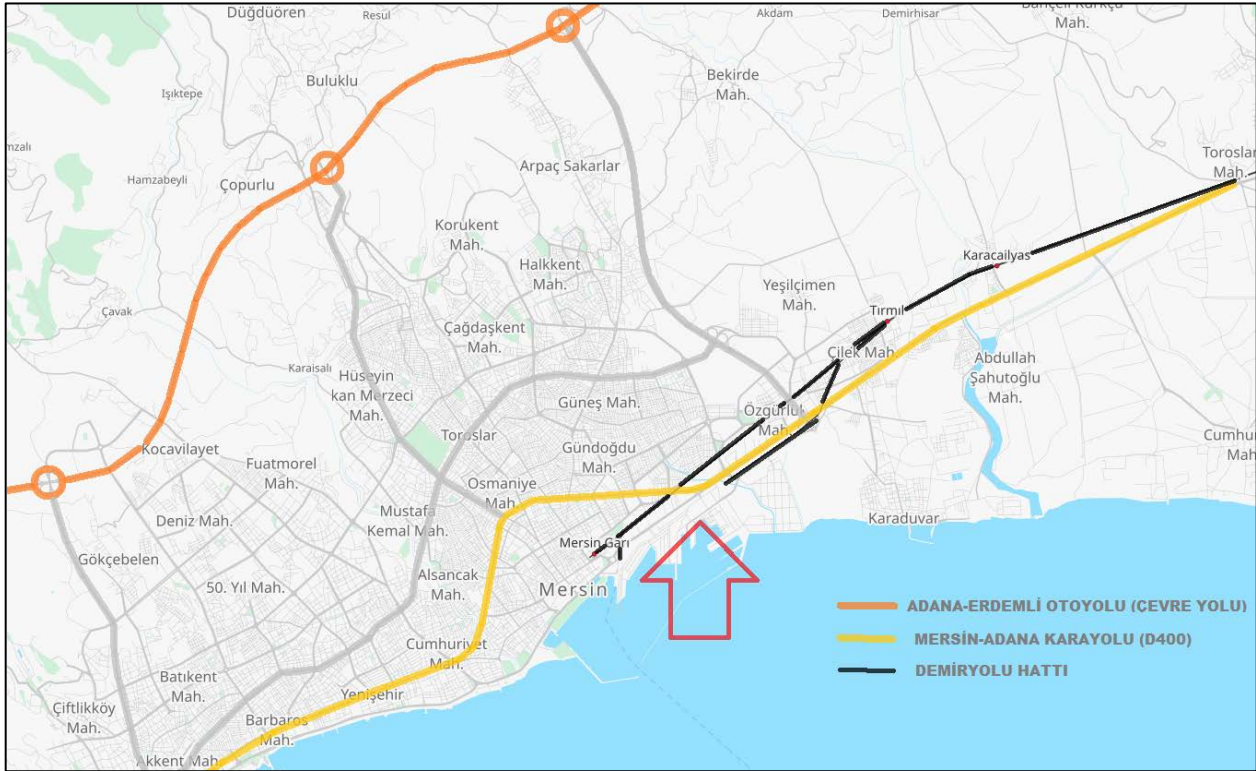 Düğdüören
Resul
Akdam
Demirhisar
Mah.
Buluklu
Işıktepe
Bekirde
Mah.
Hamzabeyli
Çopurlu
Arpaç Sakarlar
Toroslar
Mah.
Korukent
Mah.
Halkkent
Mah.
Karacailyas
Yeşilçimen
Mah.
Çavak
Tırmıl
Çağdaşkent
Mah.
Çilek Mah.
Abdullah
Şahutoğlu
Mah.
Karaisalı
Hüseyin
kan Merzeci
Mah.
Güneş Mah.
Özgürlük
Mah.
Toroslar
Gündoğdu
Mah.
Kocavilayet
Fuatmorel
Mah.
Osmaniye
Mah.
Mah.
Deniz Mah.
Mustafa
Kemal Mah.
Karaduvar
Gökçebelen
Mersin Garı
50. Yıl Mah.
Alsancak
Mah.
Mersin
ADANA-ERDEMLİ OTOYOLU (ÇEVRE YOLU)
MERSİN-ADANA KARAYOLU (D400)
DEMİRYOLU HATTI
Cumhuriyet
Mah.
Batıkent
Mah.
Yenişehir
Çiftlikköy
Mah.
Barbaros
Mah.
Akkent Mah.